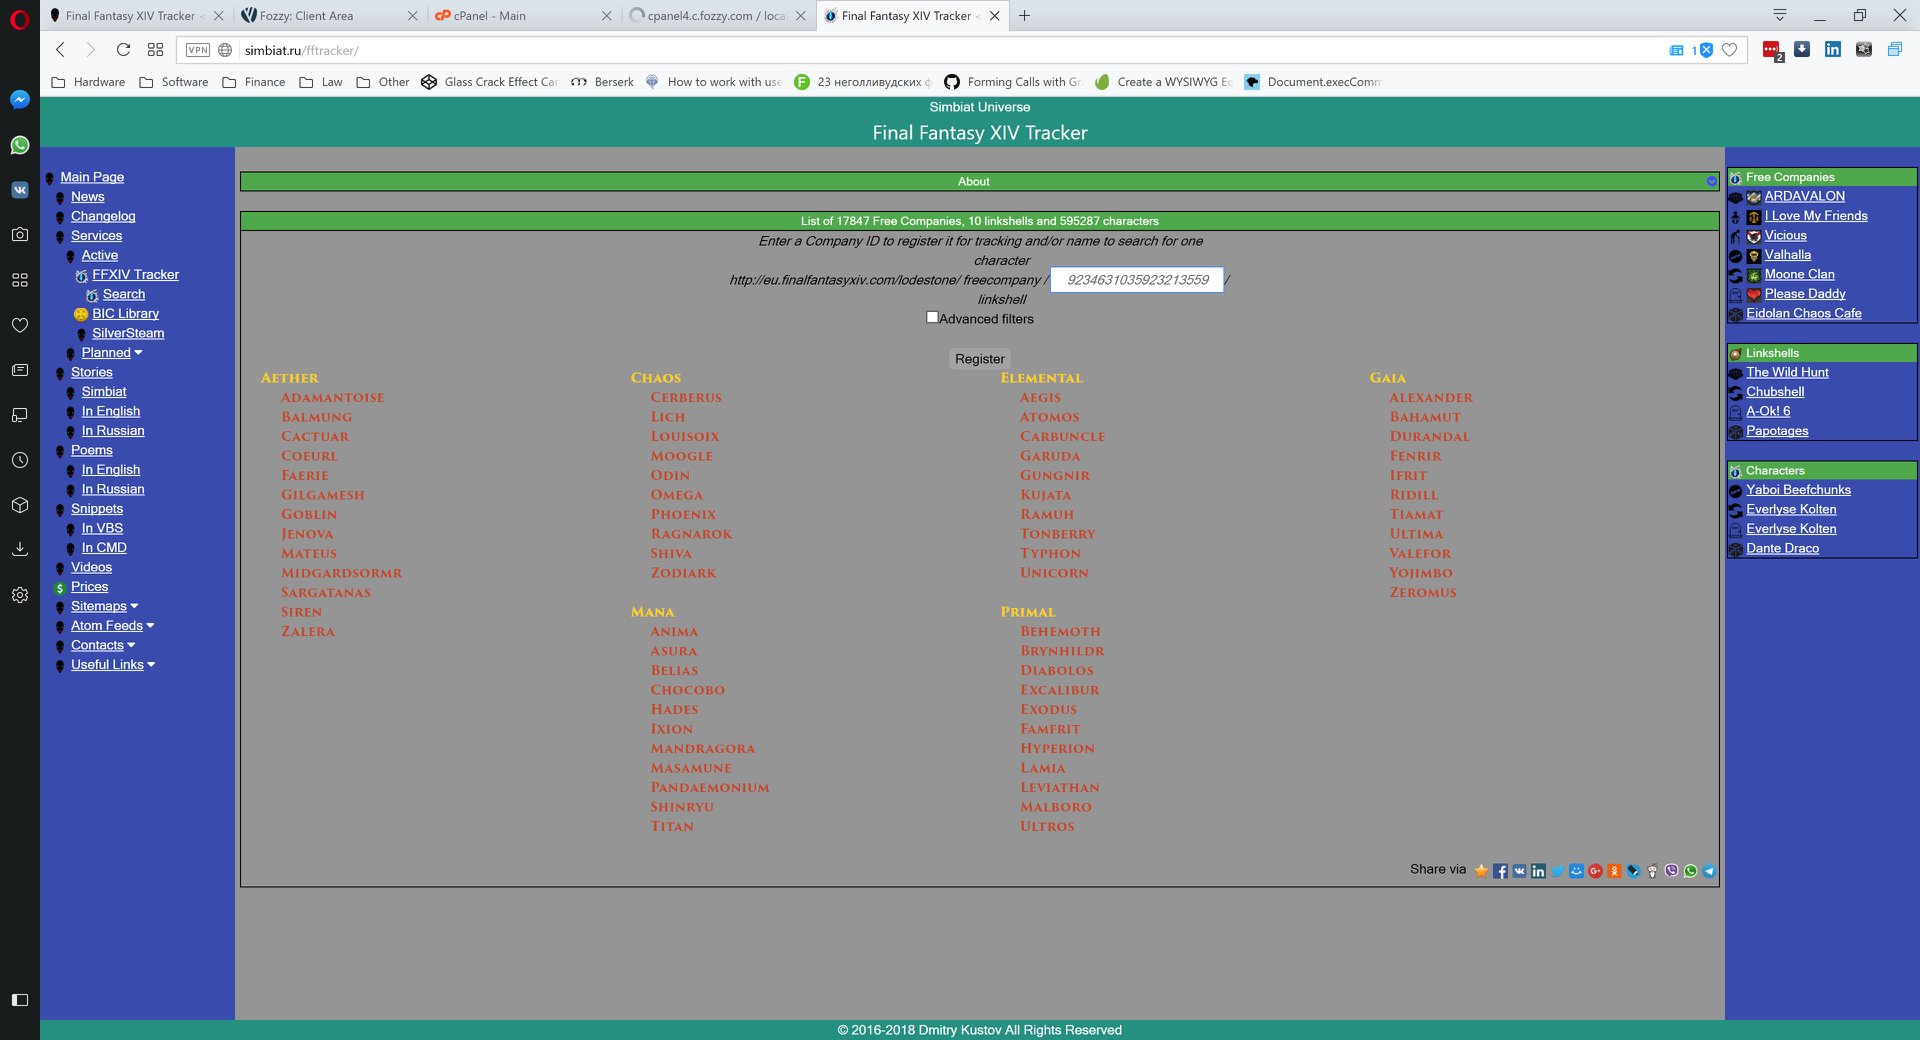 Final Fantasy XIV Tracker
Fozzy: Client Area
cPanel - Main
cpanel4.c.fozzy.com / loca
Final Fantasy XIV Tracker
VPN
simbiat.ru/fftracker/
1
2
Hardware
Software
Finance
Law
Other
Glass Crack Effect Can
Berserk
How to work with use
23 неголливудских ф
Forming Calls with Gr
Create a WYSIWYG Ed
Document.execComm
Simbiat Universe
Final Fantasy XIV Tracker
Main Page
News
Changelog
Services
Active
FFXIV Tracker
Search
BIC Library
SilverSteam
Planned
Stories
Simbiat
In English
In Russian
Poems
In English
In Russian
Snippets
In VBS
In CMD
Videos
Prices
Sitemaps
Atom Feeds
Contacts
Useful Links
About
List of 17847 Free Companies, 10 linkshells and 595287 characters
Enter a Company ID to register it for tracking and/or name to search for one
character
http://eu.finalfantasyxiv.com/lodestone/ freecompany / 9234631035923213559 /
linkshell
Advanced filters
Register
Aether
Adamantoise
Balmung
Cactuar
Coeurl
Faerie
Gilgamesh
Goblin
Jenova
Mateus
Midgardsormr
Sargatanas
Siren
Zalera
Chaos
Cerberus
Lich
Louisoix
Moogle
Odin
Omega
Phoenix
Ragnarok
Shiva
Zodiark
Mana
Anima
Asura
Belias
Chocobo
Hades
Ixion
Mandragora
Masamune
Pandaemonium
Shinryu
Titan
Elemental
Aegis
Atomos
Carbuncle
Garuda
Gungnir
Kujata
Ramuh
Tonberry
Typhon
Unicorn
Primal
Behemoth
Brynhildr
Diabolos
Excalibur
Exodus
Famfrit
Hyperion
Lamia
Leviathan
Malboro
Ultros
Gaia
Alexander
Bahamut
Durandal
Fenrir
Ifrit
Ridill
Tiamat
Ultima
Valefor
Yojimbo
Zeromus
Share via
Free Companies
ARDAVALON
I Love My Friends
Vicious
Valhalla
Moone Clan
Please Daddy
Eidolan Chaos Cafe
Linkshells
The Wild Hunt
Chubshell
A-Ok! 6
Papotages
Characters
Yaboi Beefchunks
Everlyse Kolten
Everlyse Kolten
Dante Draco
© 2016-2018 Dmitry Kustov All Rights Reserved